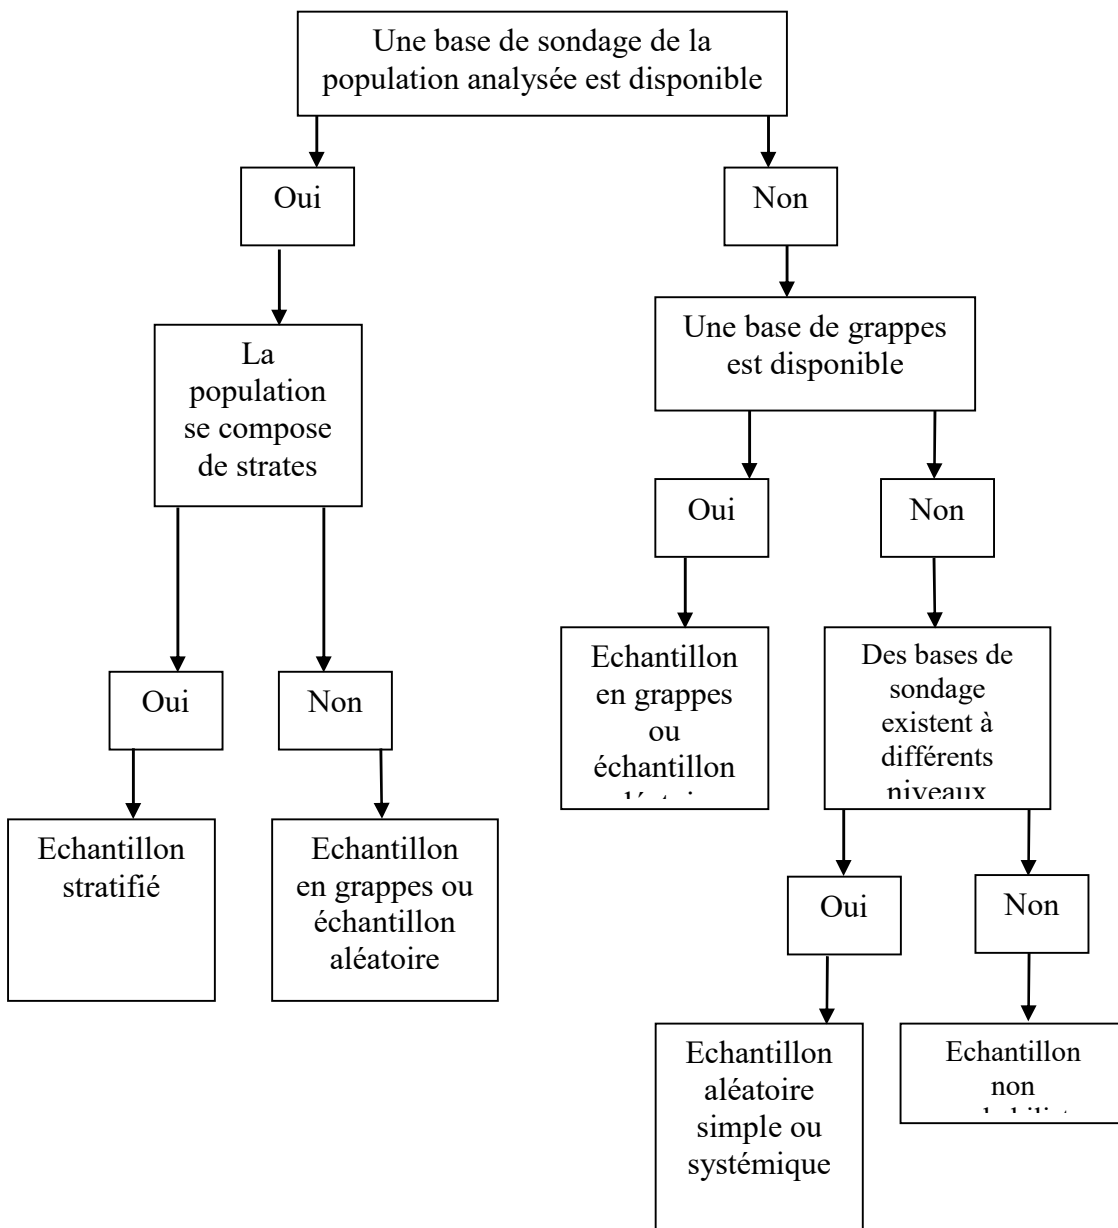 Une base de sondage de la
population analysée est disponible
Oui
Non
La
population
se compose
de strates
Une base de grappes
est disponible
Oui
Non
Oui
Non
Echantillon
en grappes
ou
échantillon
Des bases de
sondage
existent à
différents
niveaux
Echantillon
stratifié
Echantillon
en grappes ou
échantillon
aléatoire
Oui
Non
Echantillon
aléatoire
simple ou
systémique
Echantillon
non